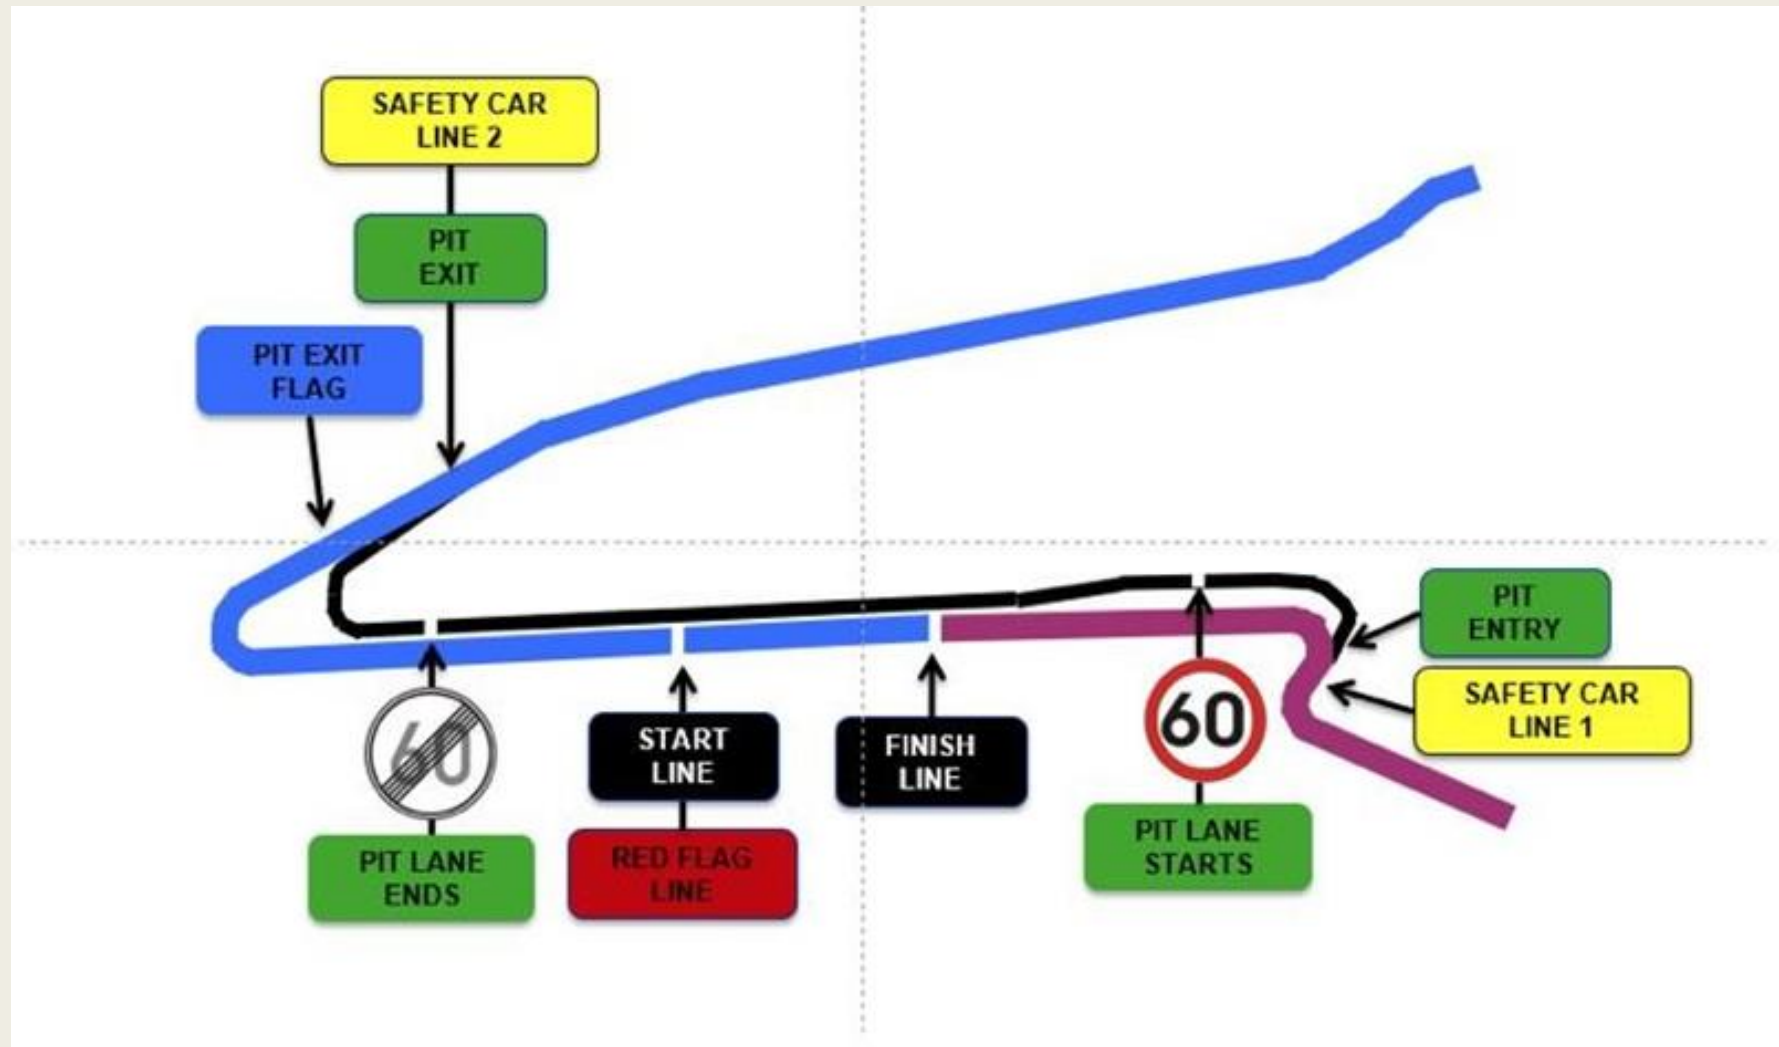 SAFETY CAR
LINE 2
PIT
EXIT
PIT EXIT
FLAG
PIT
ENTRY
SAFETY CAR
LINE 1
60
60
START
LINE
FINISH
LINE
PIT LANE
STARTS
PIT LANE
ENDS
RED FLAG
LINE